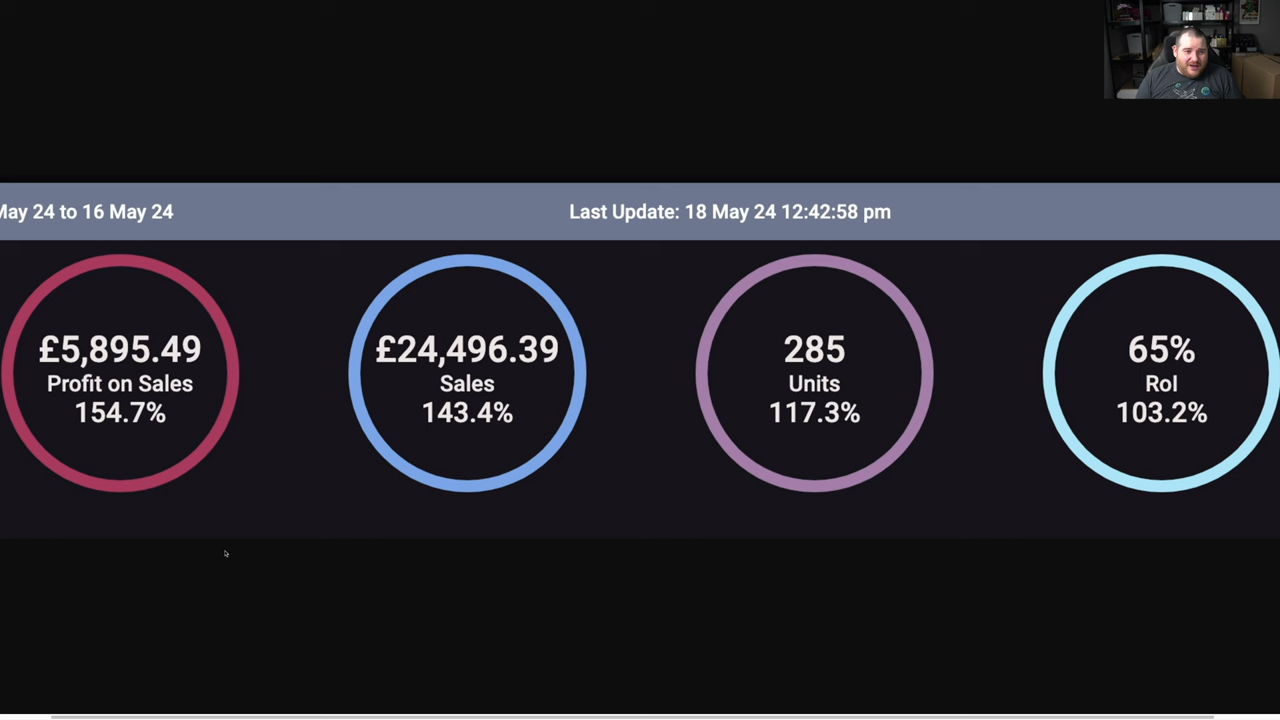 May 24 to 16 May 24
Last Update: 18 May 24 12:42:58 pm
£5,895.49
Profit on Sales
154.7%
£24,496.39
Sales
143.4%
285
Units
117.3%
65%
RoI
103.2%